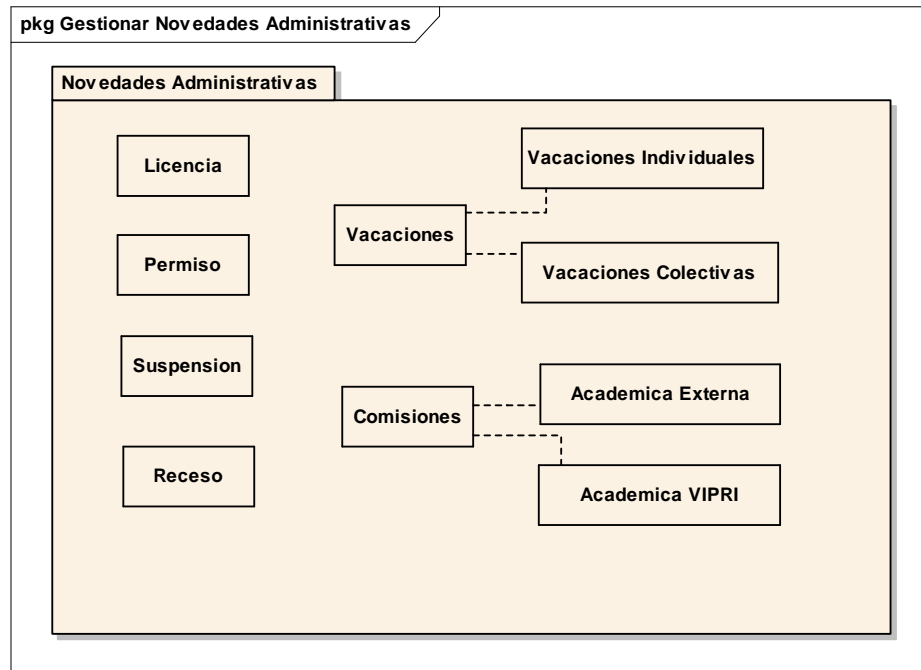 pkg Gestionar Novedades Administrativas
Novedades Administrativas
Licencia
Permiso
Suspension
Receso
Vacaciones
Vacaciones Individuales
Vacaciones Colectivas
Comisiones
Academica Externa
Academica VIPRI